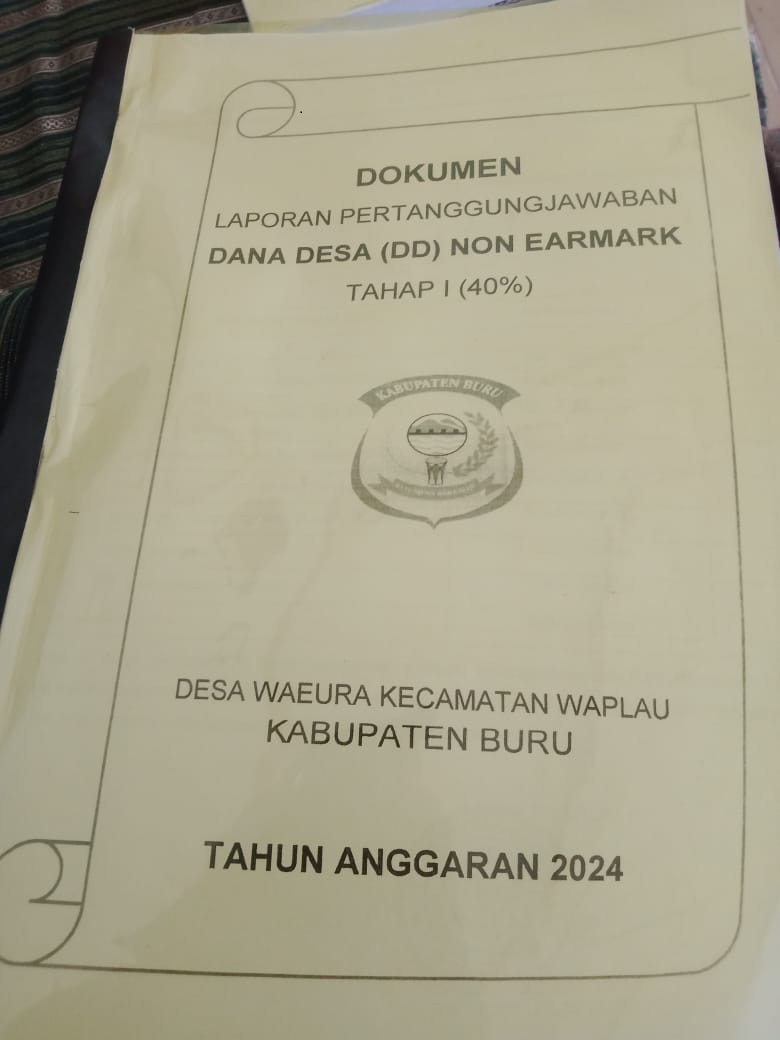 DOKUMEN
LAPORAN PERTANGGUNGJAWABAN
DANA DESA (DD) NON EARMARK
TAHAP I (40%)
KABUPATEN BURU
DESA WAEURA KECAMATAN WAPLAU
KABUPATEN BURU
TAHUN ANGGARAN 2024